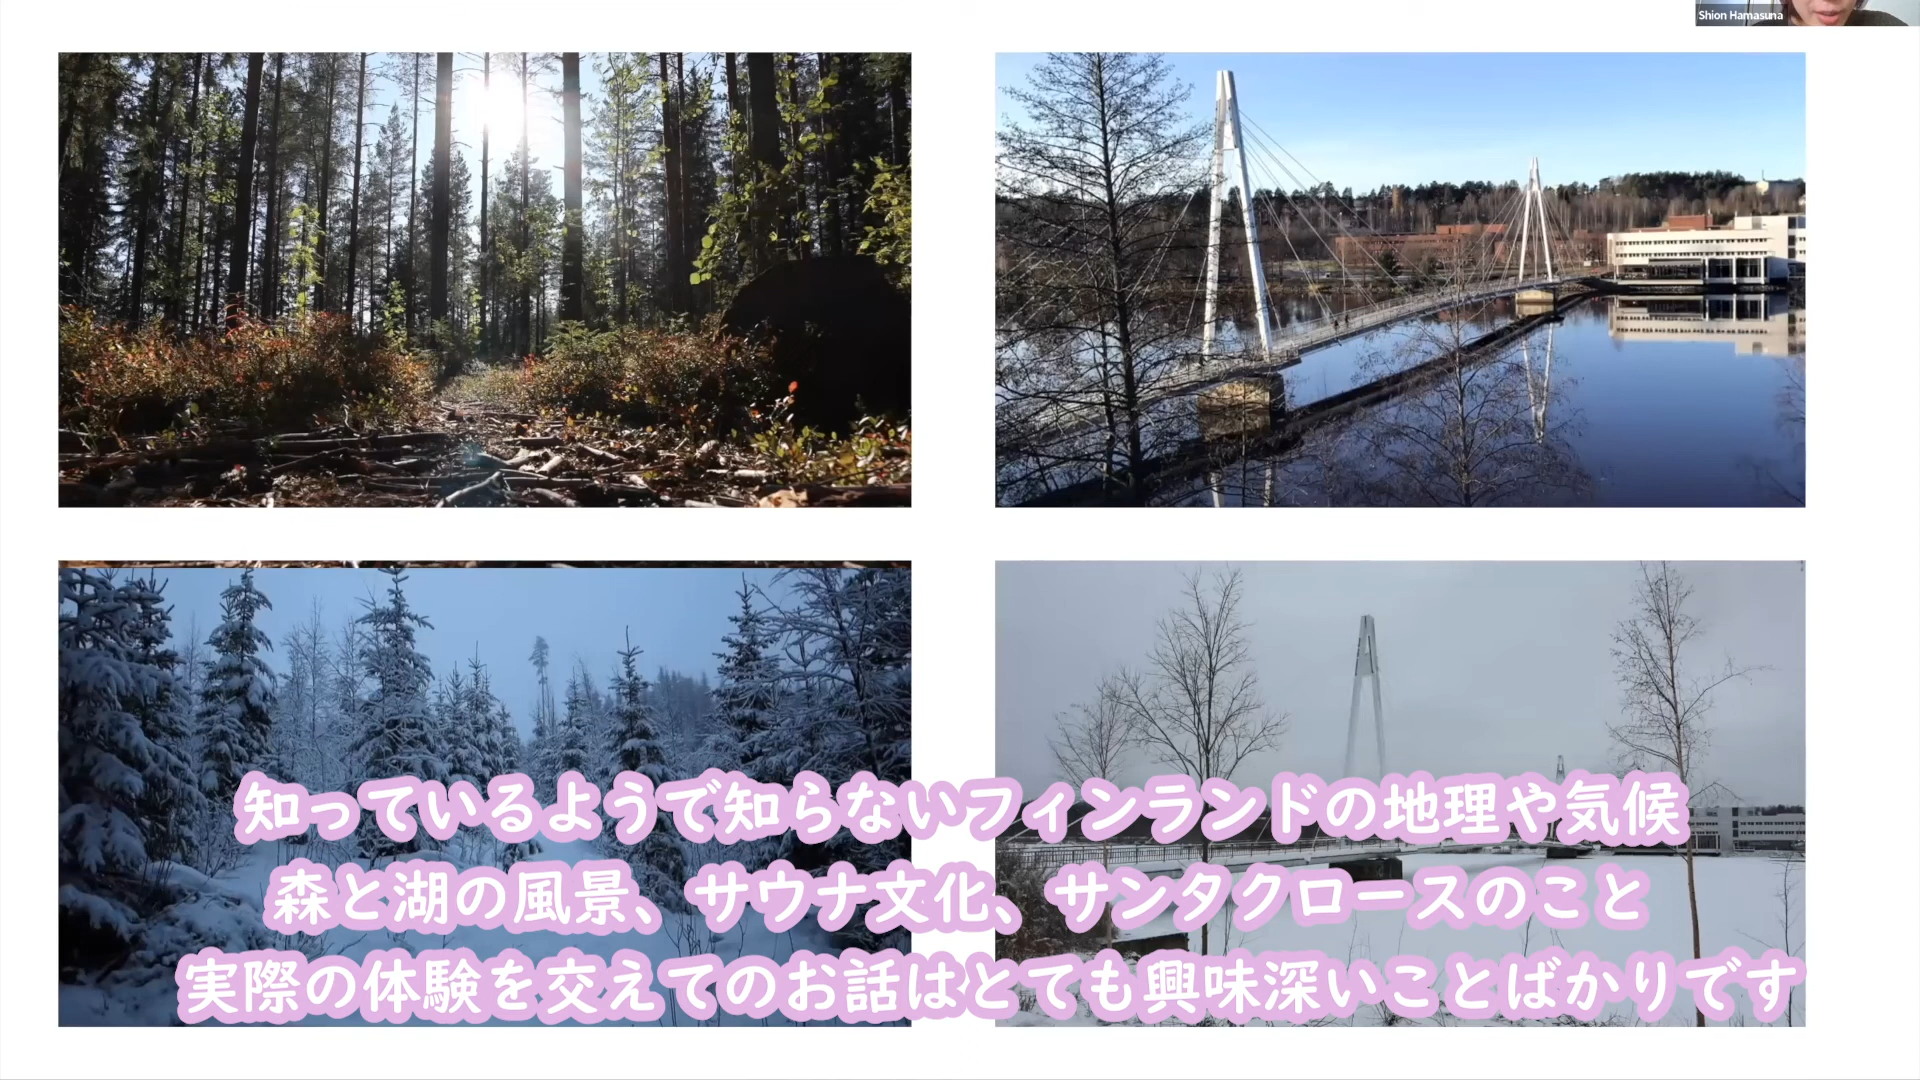 Shion Hamasuna
知っているようで知らないフィンランドの地理や気候
森と湖の風景、サウナ文化、サンタクロースのこと
実際の体験を交えてのお話はとても興味深いことばかりです